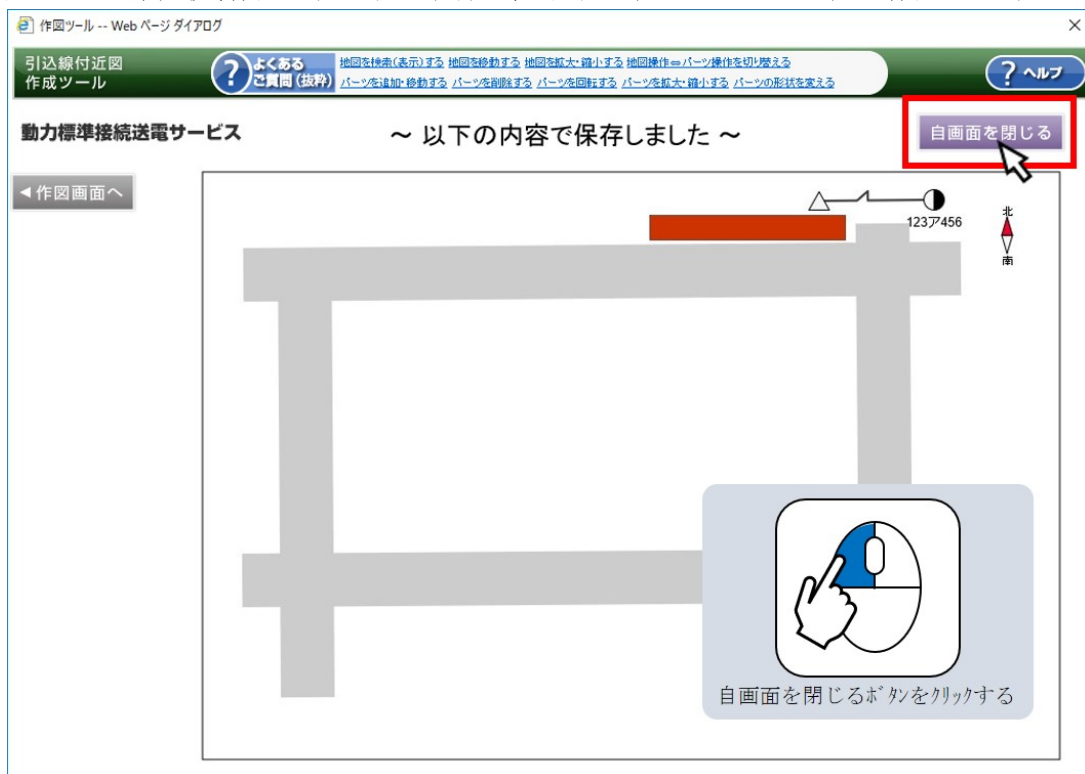 作図ツール -- Web ページ ダイアログ
×
引込線付近図
作成ツール
?
よくある
ご質問(抜粋)
地図を検索(表示)する 地図を移動する 地図を拡大・縮小する 地図操作⇔パーツ操作を切り替える
パーツを追加・移動する パーツを削除する パーツを回転する パーツを拡大・縮小する パーツの形状を変える
? ヘルプ
動力標準接続送電サービス
～ 以下の内容で保存しました ～
自画面を閉じる
◀作図画面へ
123ア456
北
南
自画面を閉じるﾎﾞﾀﾝをｸﾘｯｸする